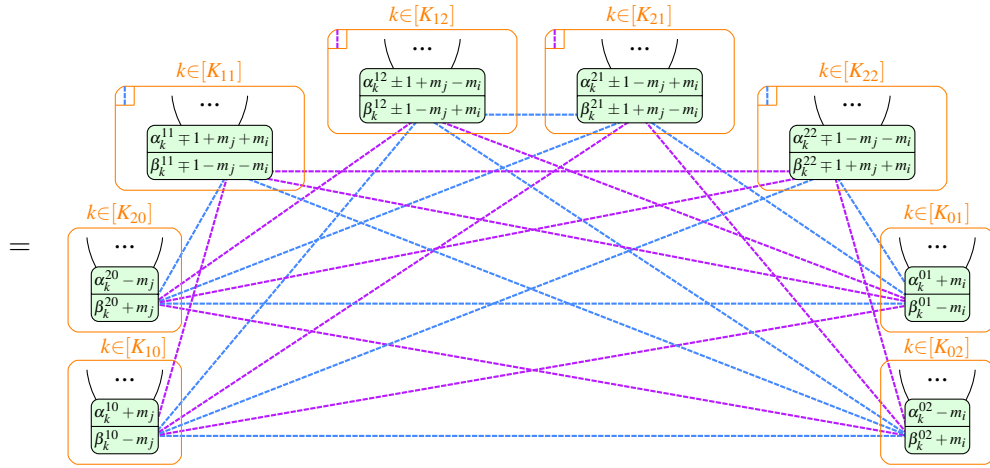 k∈[K₁₂] k∈[K₂₁]
...
...
α_k^{12} ± 1 + m_j − m_i
β_k^{12} ± 1 − m_j + m_i
α_k^{21} ± 1 − m_j + m_i
β_k^{21} ± 1 + m_j − m_i
k∈[K₁₁] k∈[K₂₂]
...
...
α_k^{11} ∓ 1 + m_j + m_i
β_k^{11} ∓ 1 − m_j − m_i
α_k^{22} ∓ 1 − m_j − m_i
β_k^{22} ∓ 1 + m_j + m_i
=
k∈[K₂₀] k∈[K₀₁]
...
...
α_k^{20} − m_j
β_k^{20} + m_j
α_k^{01} + m_i
β_k^{01} − m_i
k∈[K₁₀] k∈[K₀₂]
...
...
α_k^{10} + m_j
β_k^{10} − m_j
α_k^{02} − m_i
β_k^{02} + m_i